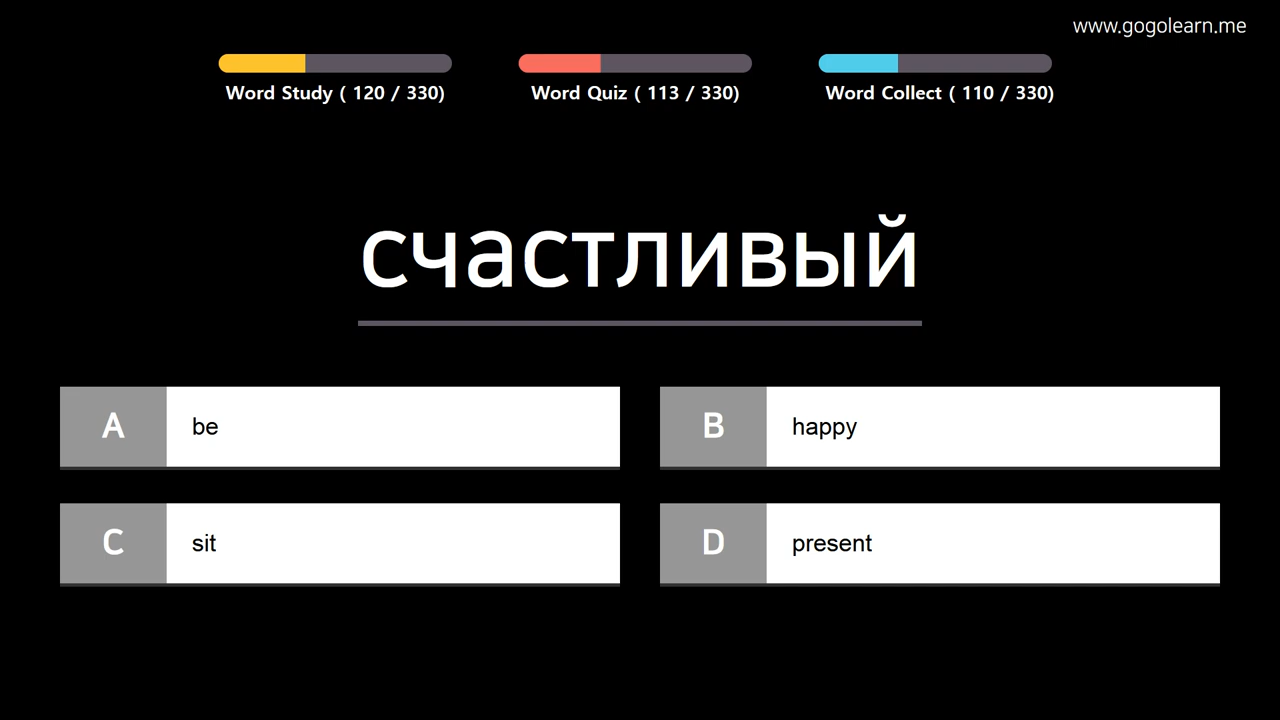 www.gogolearn.me
Word Study ( 120 / 330)
Word Quiz ( 113 / 330)
Word Collect ( 110 / 330)
счастливый
A be
B happy
C sit
D present